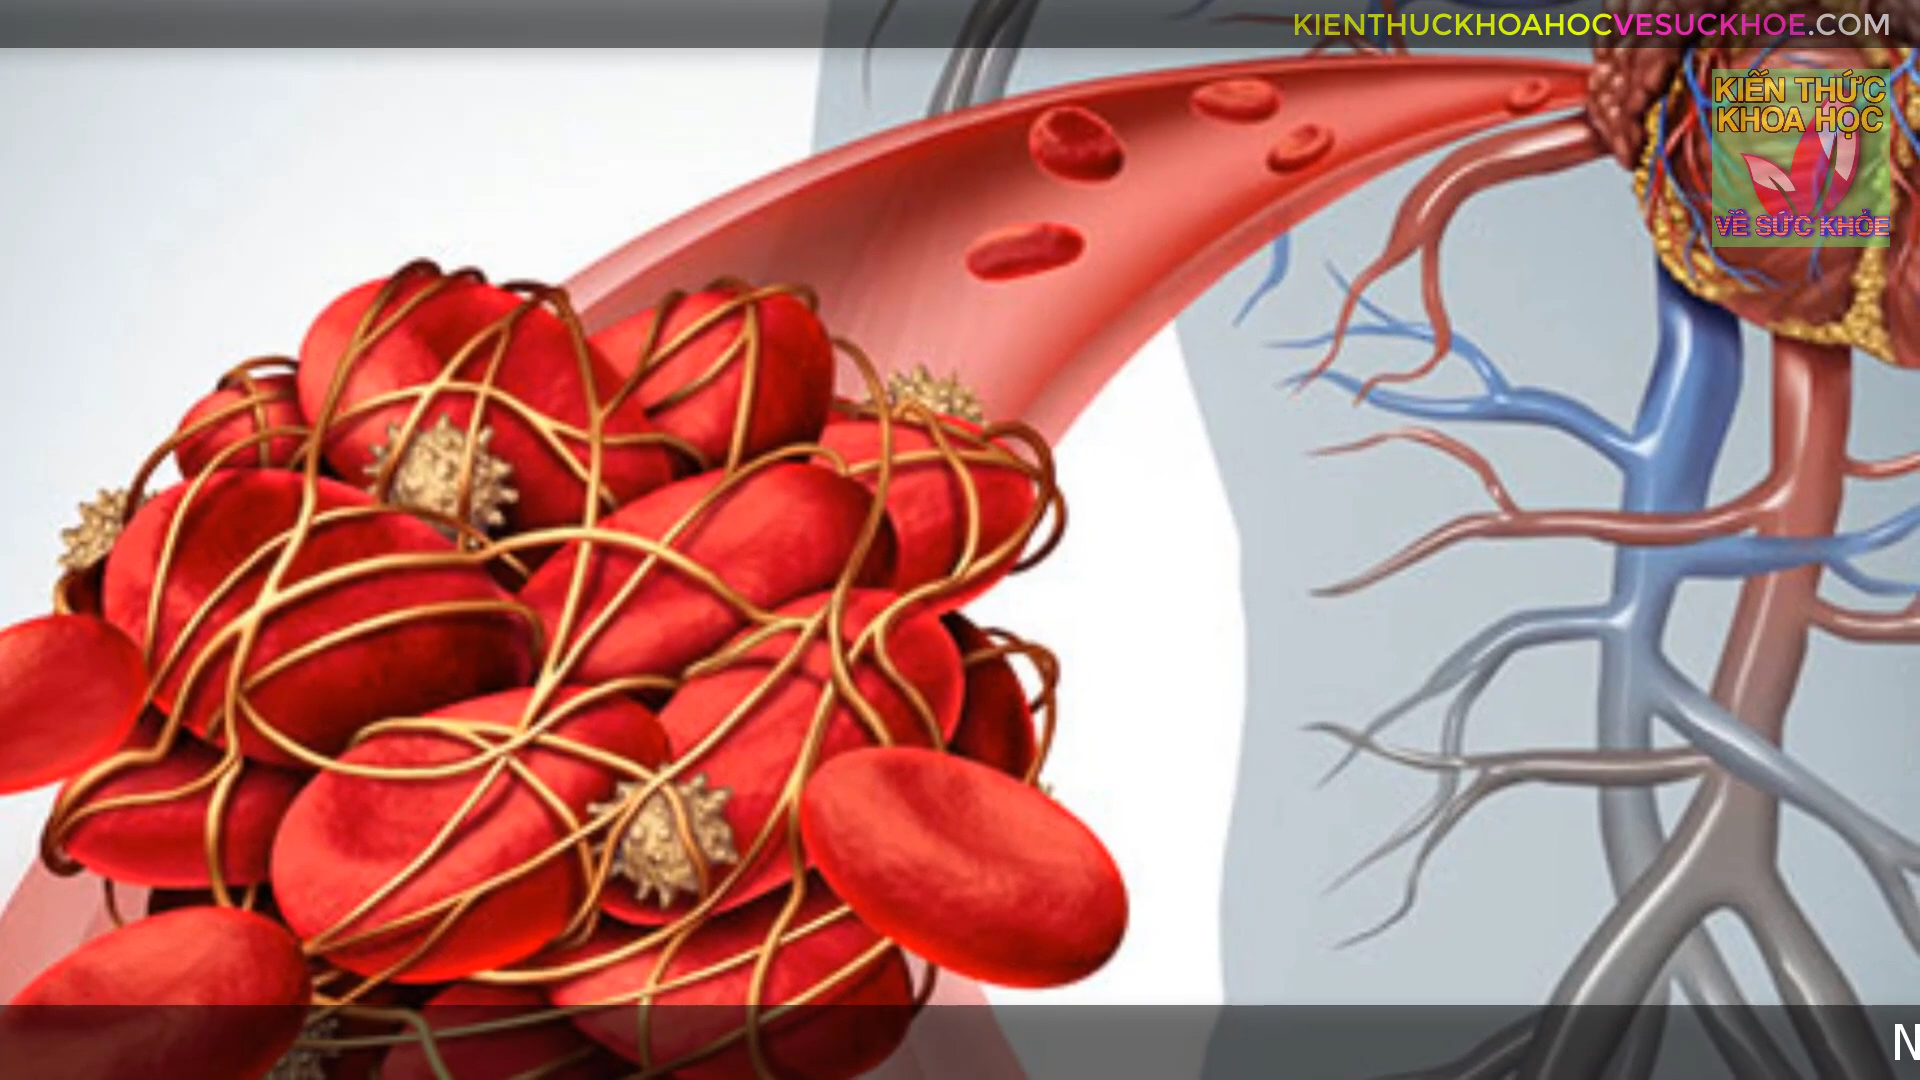 KIENTHUCKHOAHOCVESUCKHOE.COM
KIẾN THỨC
KHOA HỌC
VỀ SỨC KHỎE
N